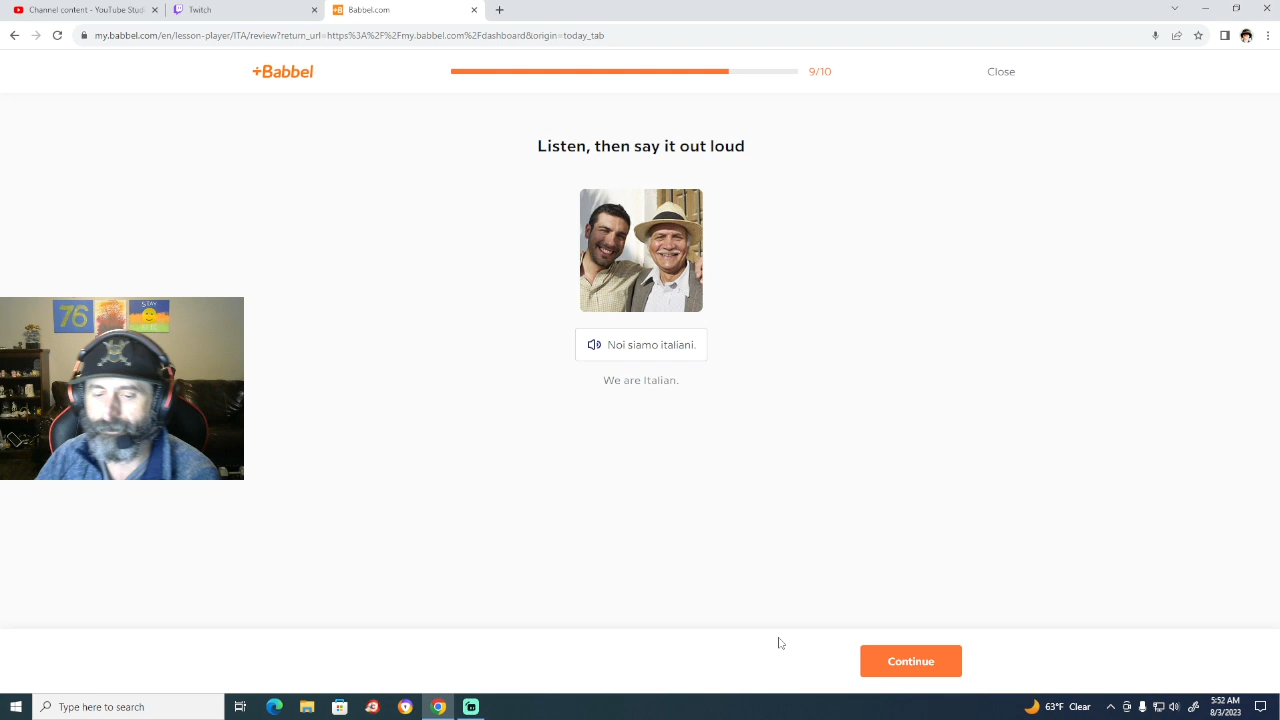 Channel content - YouTube Stud
Twitch
+B Babbel.com
my.babbel.com/en/lesson-player/ITA/review?return_url=https%3A%2F%2Fmy.babbel.com%2Fdashboard&origin=today_tab
+Babbel
9/10
Close
Listen, then say it out loud
Noi siamo italiani.
We are Italian.
76
STAY
Continue
Type here to search
63°F Clear
5:52 AM
8/3/2023